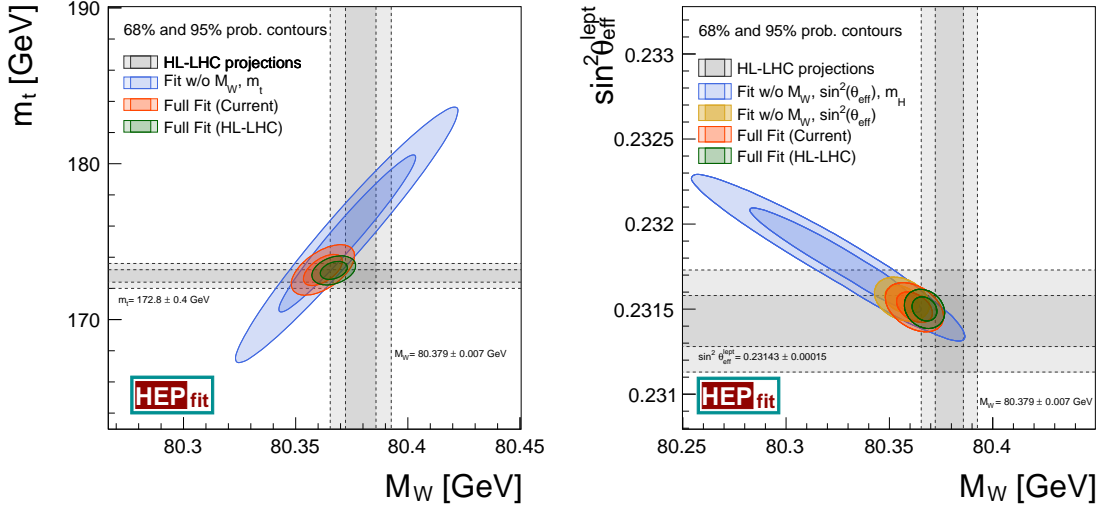 190
180
170
m_t [GeV]
68% and 95% prob. contours
HL-LHC projections
Fit w/o M_W, m_t
Full Fit (Current)
Full Fit (HL-LHC)
m_t= 172.8 ± 0.4 GeV
M_W= 80.379 ± 0.007 GeV
HEP fit
80.3 80.35 80.4 80.45
M_W [GeV]
sin²θ_eff^lept
0.233
0.2325
0.232
0.2315
0.231
68% and 95% prob. contours
HL-LHC projections
Fit w/o M_W, sin²(θ_eff), m_H
Fit w/o M_W, sin²(θ_eff)
Full Fit (Current)
Full Fit (HL-LHC)
sin² θ_eff^lept = 0.23143 ± 0.00015
M_W= 80.379 ± 0.007 GeV
HEP fit
80.25 80.3 80.35 80.4
M_W [GeV]